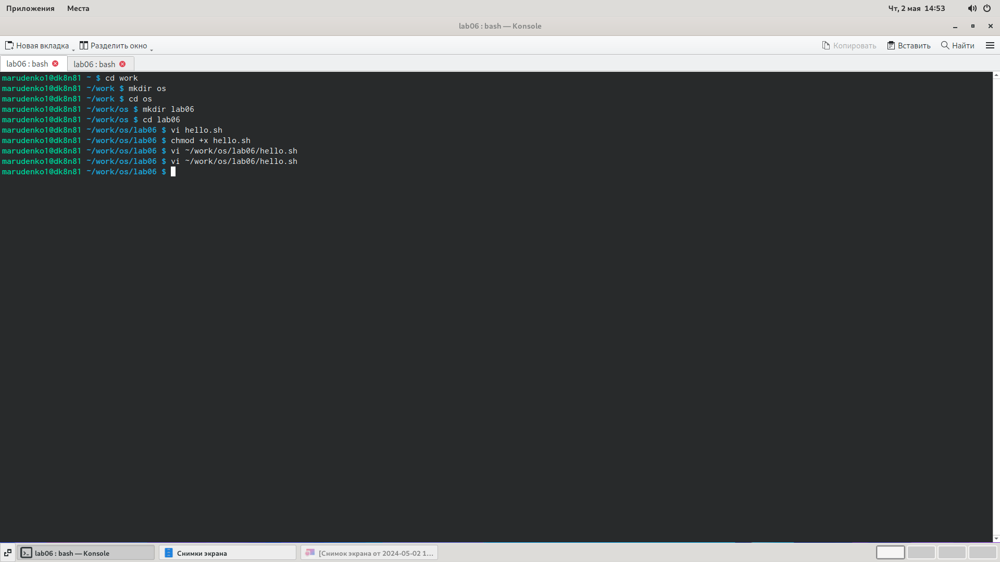 Приложения Места Чт, 2 мая 14:53
lab06 : bash — Konsole
Новая вкладка Разделить окно Копировать Вставить Найти
lab06 : bash lab06 : bash
marudenko1@dk8n81 ~ $ cd work
marudenko1@dk8n81 ~/work $ mkdir os
marudenko1@dk8n81 ~/work $ cd os
marudenko1@dk8n81 ~/work/os $ mkdir lab06
marudenko1@dk8n81 ~/work/os $ cd lab06
marudenko1@dk8n81 ~/work/os/lab06 $ vi hello.sh
marudenko1@dk8n81 ~/work/os/lab06 $ chmod +x hello.sh
marudenko1@dk8n81 ~/work/os/lab06 $ vi ~/work/os/lab06/hello.sh
marudenko1@dk8n81 ~/work/os/lab06 $ vi ~/work/os/lab06/hello.sh
marudenko1@dk8n81 ~/work/os/lab06 $
lab06 : bash — Konsole Снимки экрана [Снимок экрана от 2024-05-02 1...